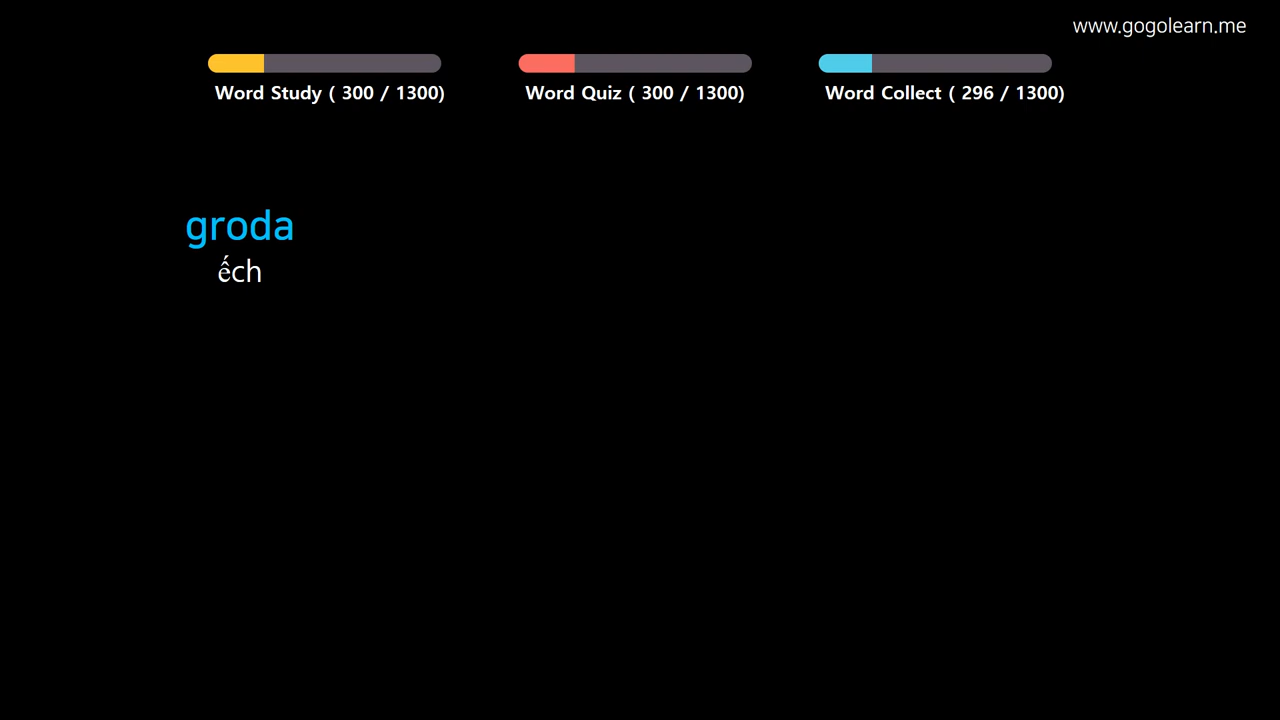 www.gogolearn.me
Word Study ( 300 / 1300)
Word Quiz ( 300 / 1300)
Word Collect ( 296 / 1300)
groda
ếch